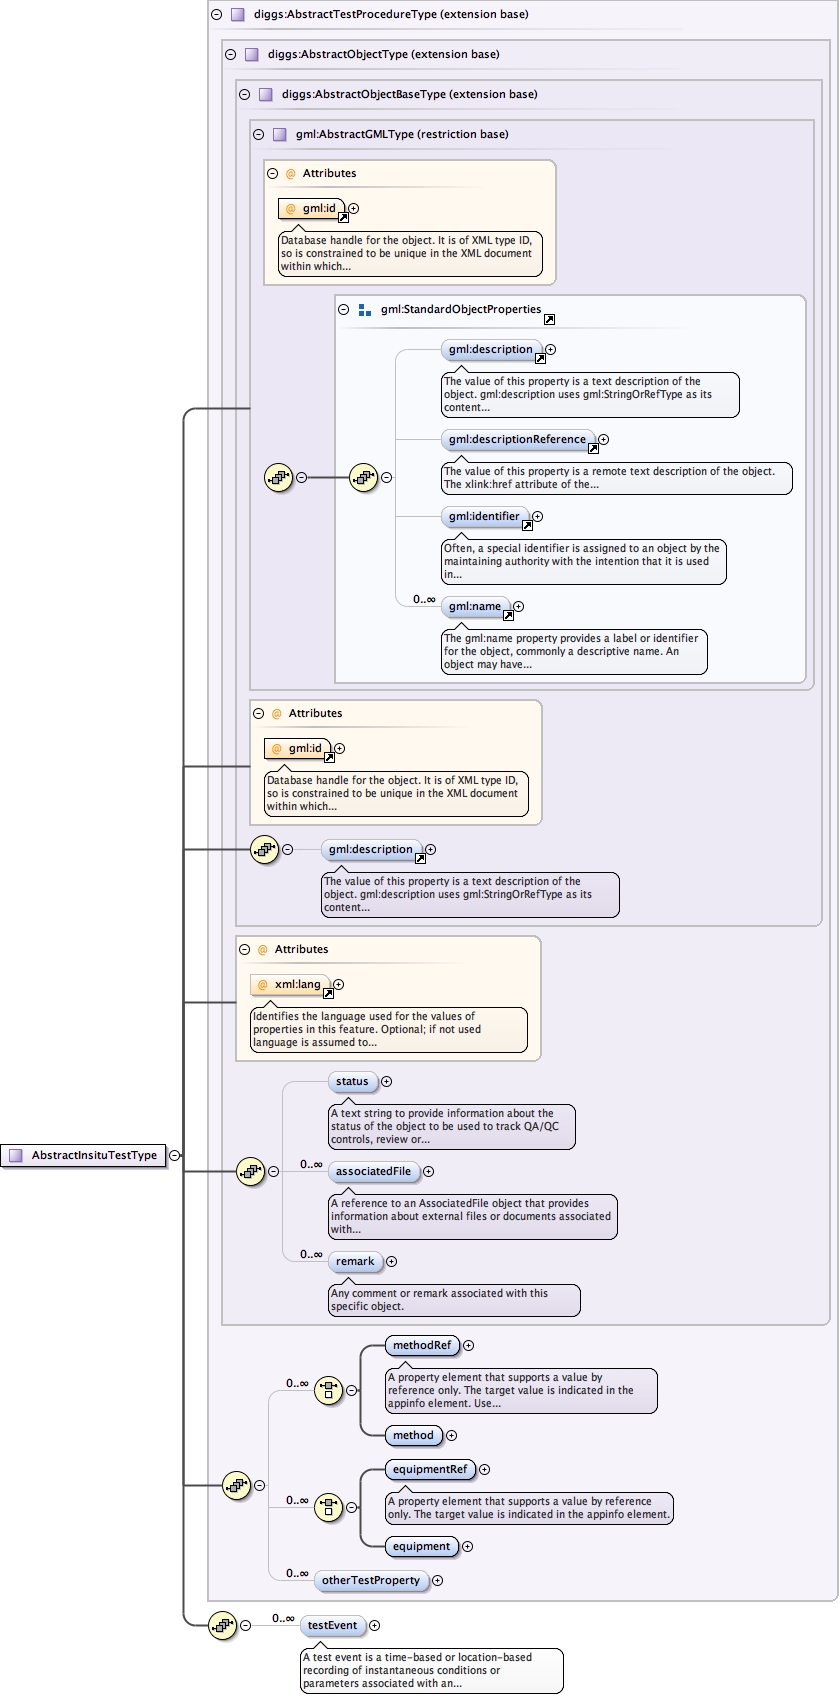 diggs:AbstractTestProcedureType (extension base)
diggs:AbstractObjectType (extension base)
diggs:AbstractObjectBaseType (extension base)
gml:AbstractGMLType (restriction base)
@ Attributes
@ gml:id
Database handle for the object. It is of XML type ID,
so is constrained to be unique in the XML document
within which...
gml:StandardObjectProperties
gml:description
The value of this property is a text description of the
object. gml:description uses gml:StringOrRefType as its
content...
gml:descriptionReference
The value of this property is a remote text description of the object.
The xlink:href attribute of the...
gml:identifier
Often, a special identifier is assigned to an object by the
maintaining authority with the intention that it is used
in...
0..∞
gml:name
The gml:name property provides a label or identifier
for the object, commonly a descriptive name. An
object may have...
@ Attributes
@ gml:id
Database handle for the object. It is of XML type ID,
so is constrained to be unique in the XML document
within which...
gml:description
The value of this property is a text description of the
object. gml:description uses gml:StringOrRefType as its
content...
@ Attributes
@ xml:lang
Identifies the language used for the values of
properties in this feature. Optional; if not used
language is assumed to...
status
A text string to provide information about the
status of the object to be used to track QA/QC
controls, review or...
AbstractInsituTestType
0..∞
associatedFile
A reference to an AssociatedFile object that provides
information about external files or documents associated
with...
0..∞
remark
Any comment or remark associated with this
specific object.
0..∞
methodRef
A property element that supports a value by
reference only. The target value is indicated in the
appinfo element. Use...
method
0..∞
equipmentRef
A property element that supports a value by reference
only. The target value is indicated in the appinfo element.
equipment
0..∞
otherTestProperty
0..∞
testEvent
A test event is a time-based or location-based
recording of instantaneous conditions or
parameters associated with an...